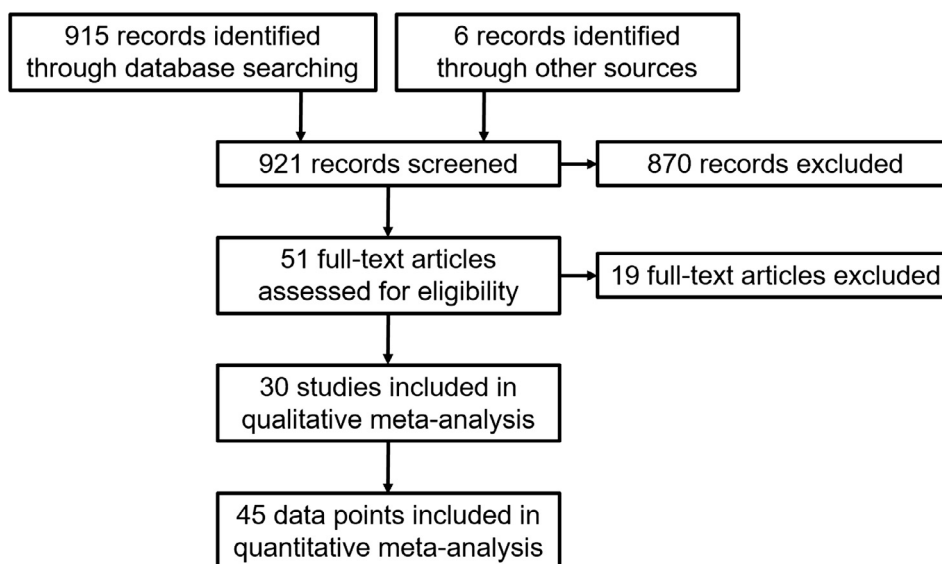 915 records identified
through database searching
6 records identified
through other sources
921 records screened
870 records excluded
51 full-text articles
assessed for eligibility
19 full-text articles excluded
30 studies included in
qualitative meta-analysis
45 data points included in
quantitative meta-analysis